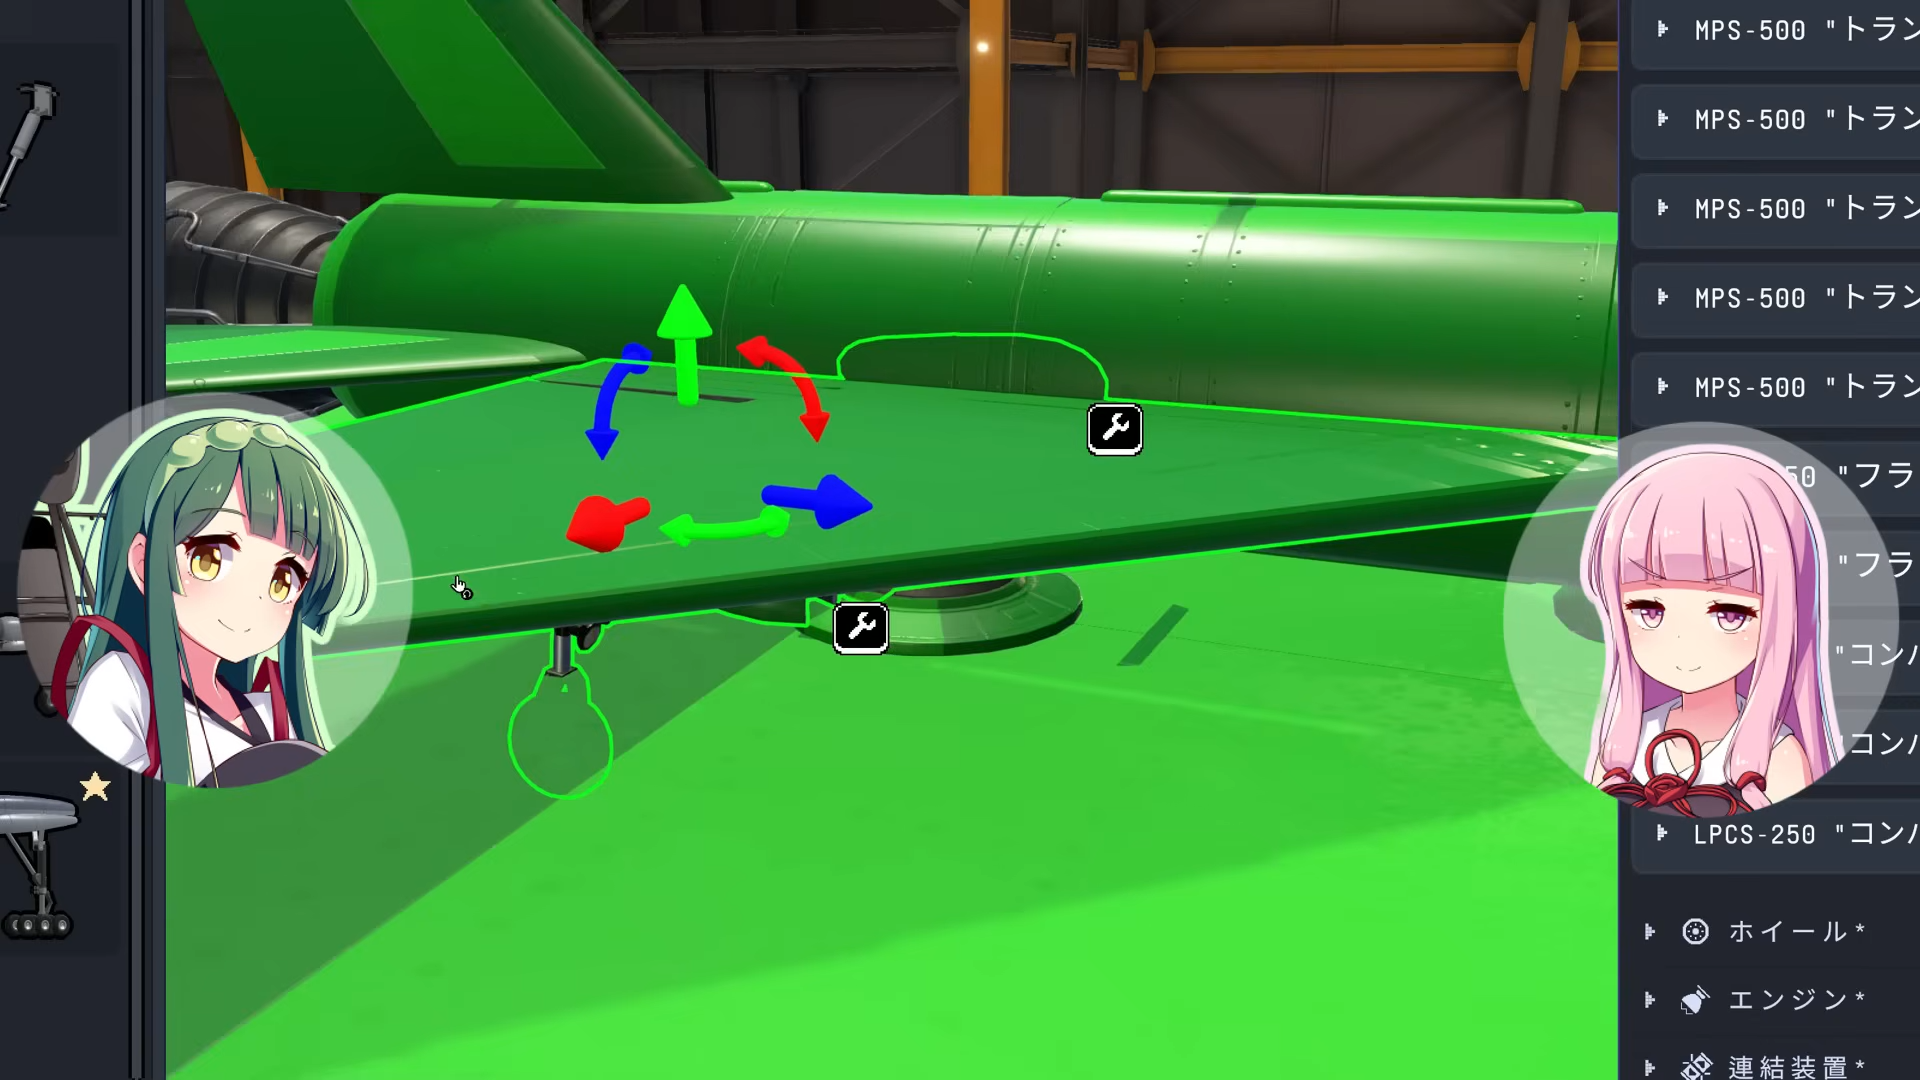 MPS-500 "トラン
MPS-500 "トラン
MPS-500 "トラン
MPS-500 "トラン
MPS-500 "トラン
50 "フラ
"フラ
"コン
コン
LPCS-250 "コン
ホイール*
エンジン*
連結装置*